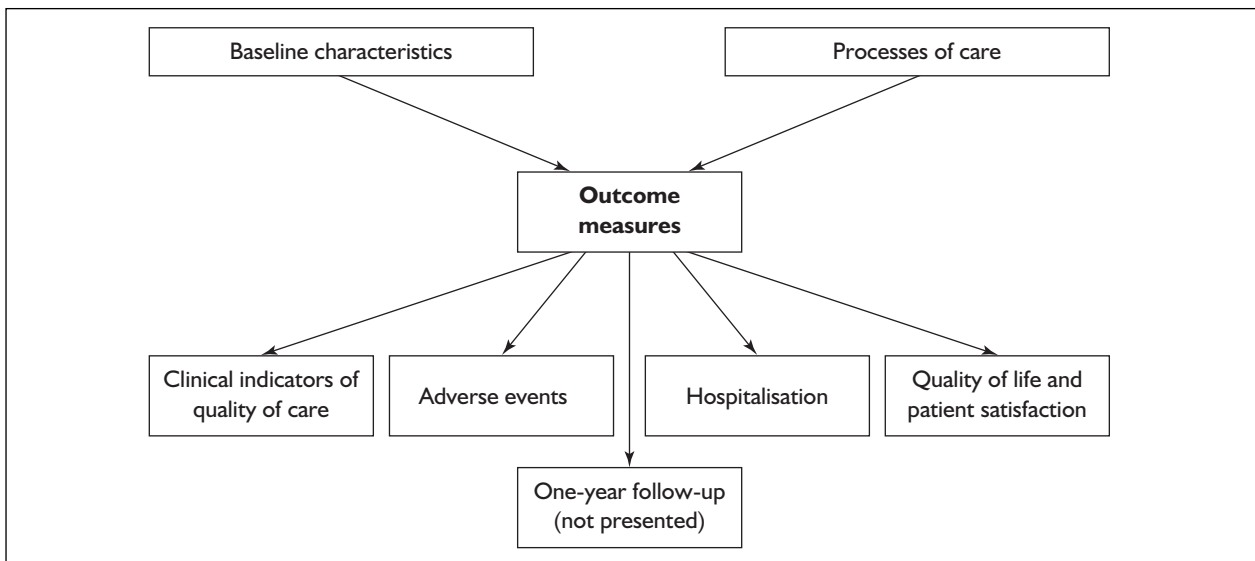 Baseline characteristics
Processes of care
Outcome
measures
Clinical indicators of
quality of care
Adverse events
Hospitalisation
Quality of life and
patient satisfaction
One-year follow-up
(not presented)